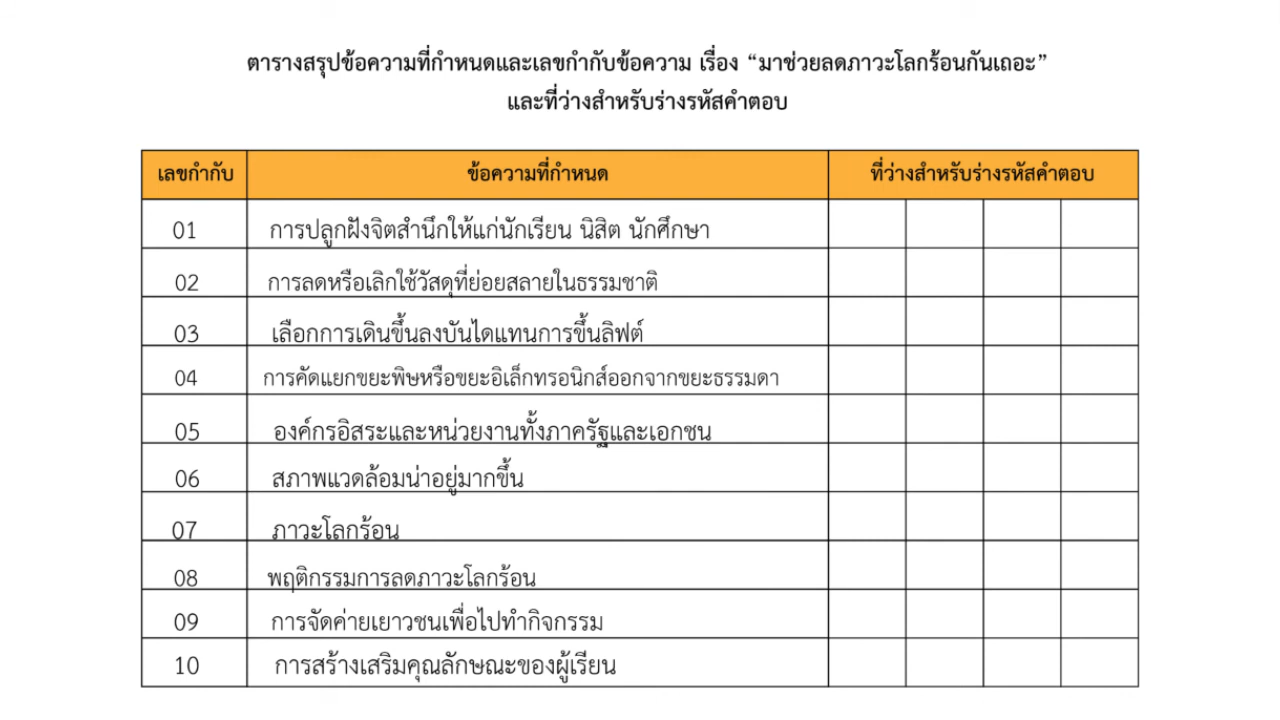 ตารางสรุปข้อความที่กำหนดและเลขกำกับข้อความ เรื่อง “มาช่วยลดภาวะโลกร้อนกันเถอะ”
และที่ว่างสำหรับร่างรหัสคำตอบ
เลขกำกับ ข้อความที่กำหนด ที่ว่างสำหรับร่างรหัสคำตอบ
01 การปลูกฝังจิตสำนึกให้แก่นักเรียน นิสิต นักศึกษา
02 การลดหรือเลิกใช้วัสดุที่ย่อยสลายในธรรมชาติ
03 เลือกการเดินขึ้นลงบันไดแทนการขึ้นลิฟต์
04 การคัดแยกขยะพิษหรือขยะอิเล็กทรอนิกส์ออกจากขยะธรรมดา
05 องค์กรอิสระและหน่วยงานทั้งภาครัฐและเอกชน
06 สภาพแวดล้อมน่าอยู่มากขึ้น
07 ภาวะโลกร้อน
08 พฤติกรรมการลดภาวะโลกร้อน
09 การจัดค่ายเยาวชนเพื่อไปทำกิจกรรม
10 การสร้างเสริมคุณลักษณะของผู้เรียน